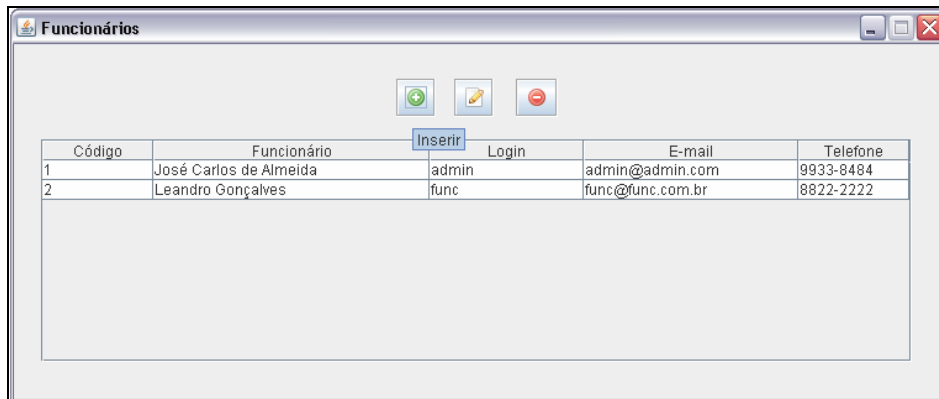 Funcionários
Inserir
Código Funcionário Login E-mail Telefone
1 José Carlos de Almeida admin admin@admin.com 9933-8484
2 Leandro Gonçalves func func@func.com.br 8822-2222